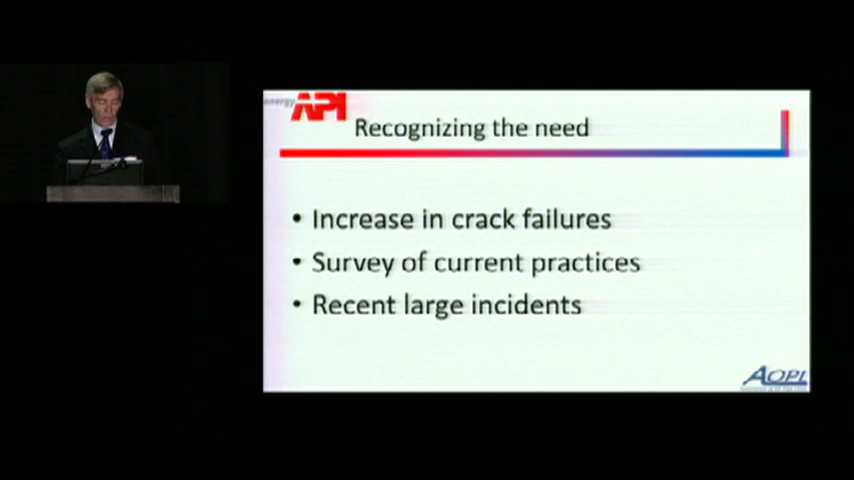 energy API
Recognizing the need
• Increase in crack failures
• Survey of current practices
• Recent large incidents
AOPL